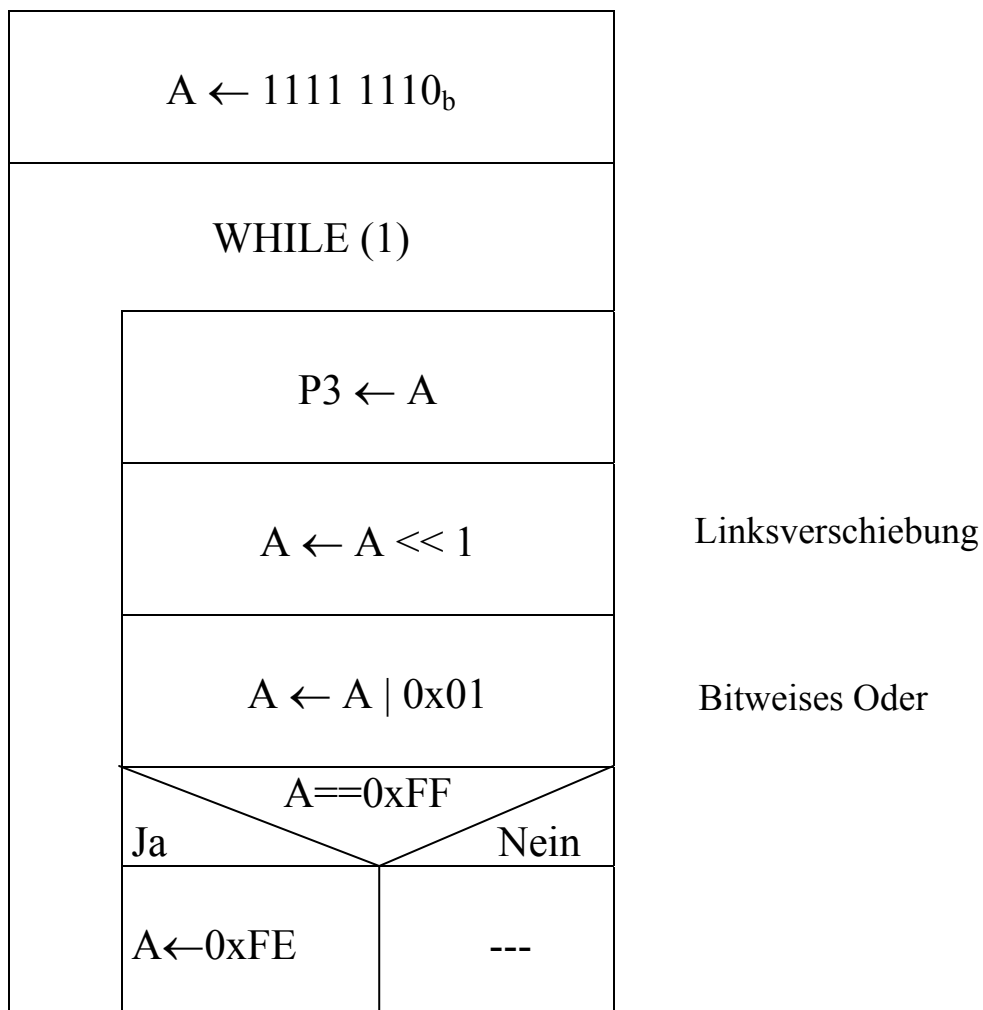 A ← 1111 1110b
WHILE (1)
P3 ← A
A ← A << 1
Linksverschiebung
A ← A | 0x01
Bitweises Oder
A==0xFF
Ja
Nein
A←0xFE
---